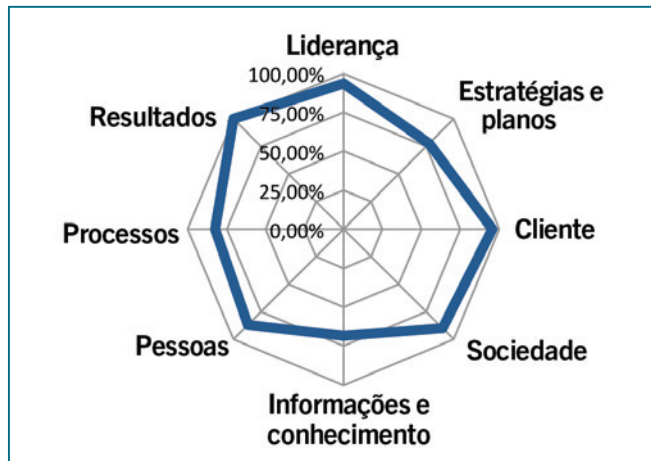 Liderança
100,00%
75,00%
50,00%
25,00%
0,00%
Estratégias e
planos
Cliente
Sociedade
Informações e
conhecimento
Pessoas
Processos
Resultados